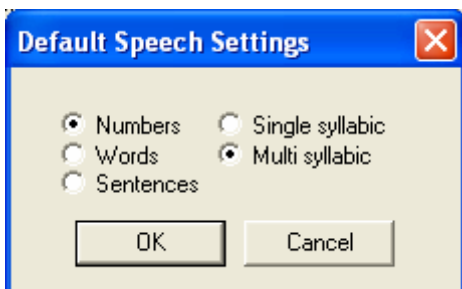 Default Speech Settings
Numbers Single syllabic
Words Multi syllabic
Sentences
OK Cancel